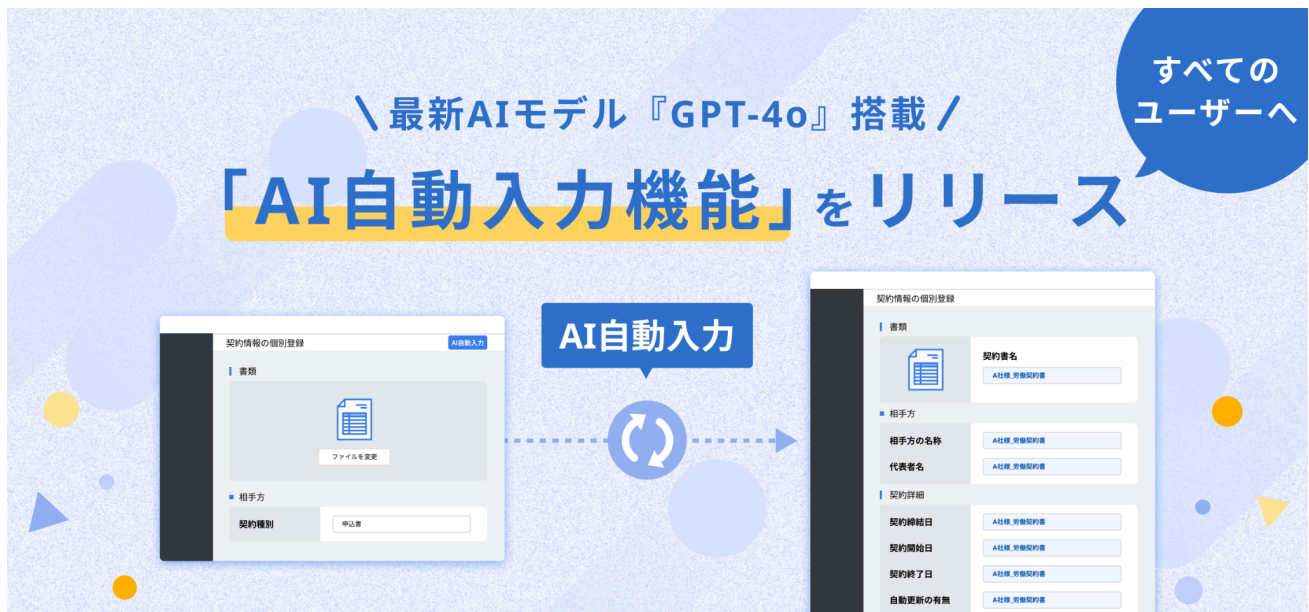 すべての
ユーザーへ
\ 最新AIモデル『GPT-4o』搭載 /
「AI自動入力機能」をリリース
契約情報の個別登録
AI自動入力
書類
ファイルを変更
相手方
契約種別
申込書
AI自動入力
契約情報の個別登録
書類
契約書名
A社様_労働契約書
相手方
相手方の名称
A社様_労働契約書
代表者名
A社様_労働契約書
契約詳細
契約締結日
A社様_労働契約書
契約開始日
A社様_労働契約書
契約終了日
A社様_労働契約書
自動更新の有無
A社様_労働契約書